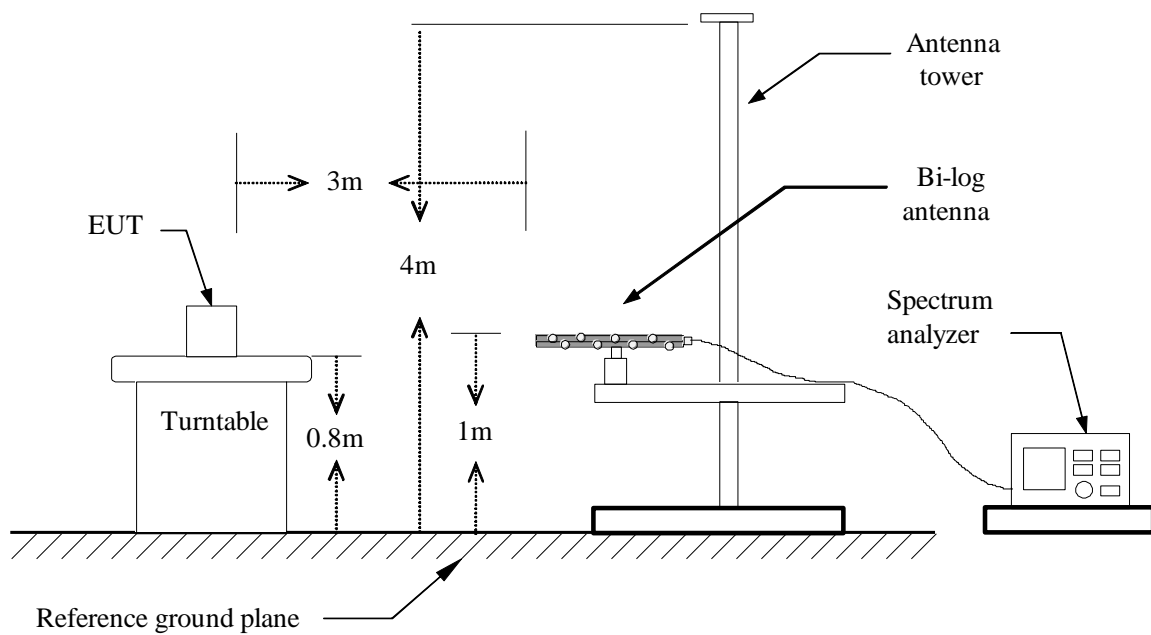 Antenna
tower
3m
Bi-log
antenna
EUT
4m
Spectrum
analyzer
Turntable
0.8m
1m
Reference ground plane